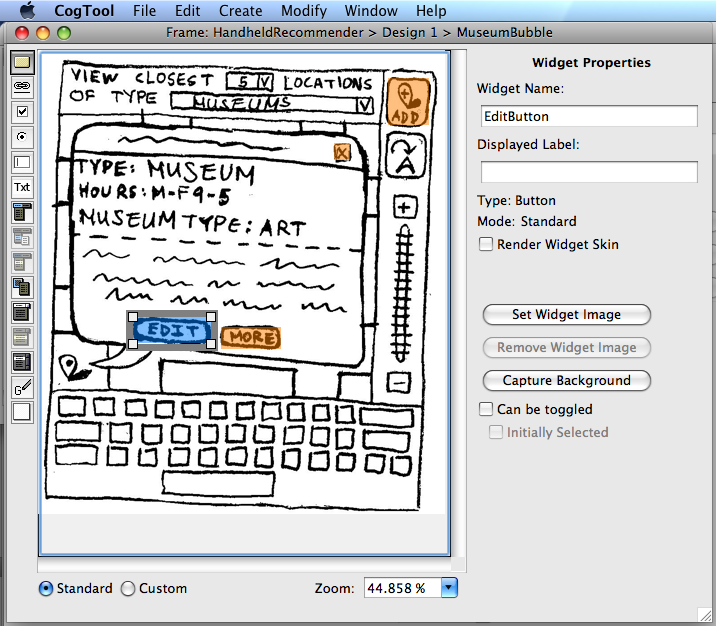 CogTool File Edit Create Modify Window Help
Frame: HandheldRecommender > Design 1 > MuseumBubble
VIEW CLOSEST 5 V LOCATIONS
OF TYPE MUSEUMS V
ADD
X
TYPE: MUSEUM
HOURS: M-F 9-5
MUSEUM TYPE: ART
+
EDIT
MORE
−
Txt
G
Widget Properties
Widget Name:
EditButton
Displayed Label:
Type: Button
Mode: Standard
Render Widget Skin
Set Widget Image
Remove Widget Image
Capture Background
Can be toggled
Initially Selected
Standard Custom Zoom: 44.858 %